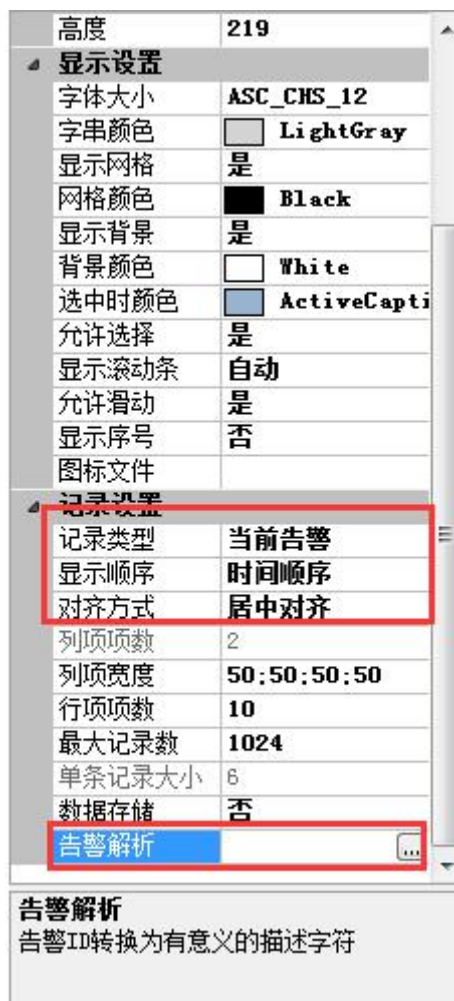 高度 219
显示设置
字体大小 ASC_CHS_12
字串颜色 LightGray
显示网格 是
网格颜色 Black
显示背景 是
背景颜色 White
选中时颜色 ActiveCapti
允许选择 是
显示滚动条 自动
允许滑动 是
显示序号 否
图标文件
记录设置
记录类型 当前告警
显示顺序 时间顺序
对齐方式 居中对齐
列项项数 2
列项宽度 50:50:50:50
行项项数 10
最大记录数 1024
单条记录大小 6
数据存储 否
告警解析 ...
告警解析
告警ID转换为有意义的描述字符